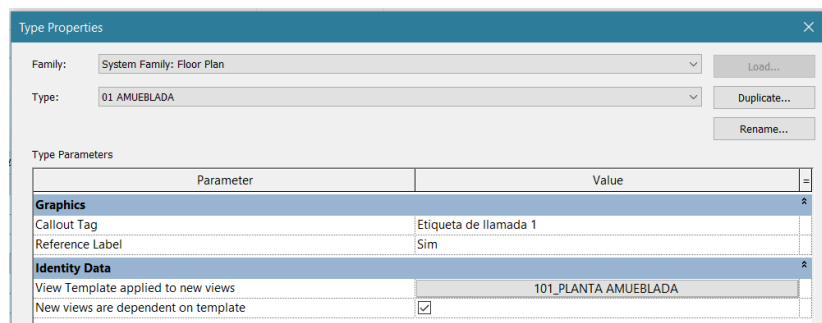 Type Properties
Family: System Family: Floor Plan Load...
Type: 01 AMUEBLADA Duplicate...
Rename...
Type Parameters
Parameter Value =
Graphics
Callout Tag Etiqueta de llamada 1
Reference Label Sim
Identity Data
View Template applied to new views 101_PLANTA AMUEBLADA
New views are dependent on template